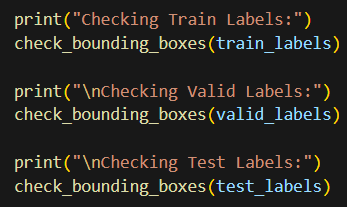 print("Checking Train Labels:")
check_bounding_boxes(train_labels)
print("\nChecking Valid Labels:")
check_bounding_boxes(valid_labels)
print("\nChecking Test Labels:")
check_bounding_boxes(test_labels)